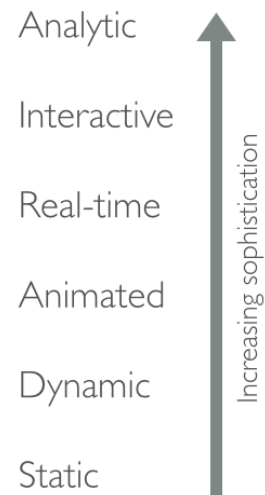 Analytic
Interactive
Real-time
Animated
Dynamic
Static
Increasing sophistication